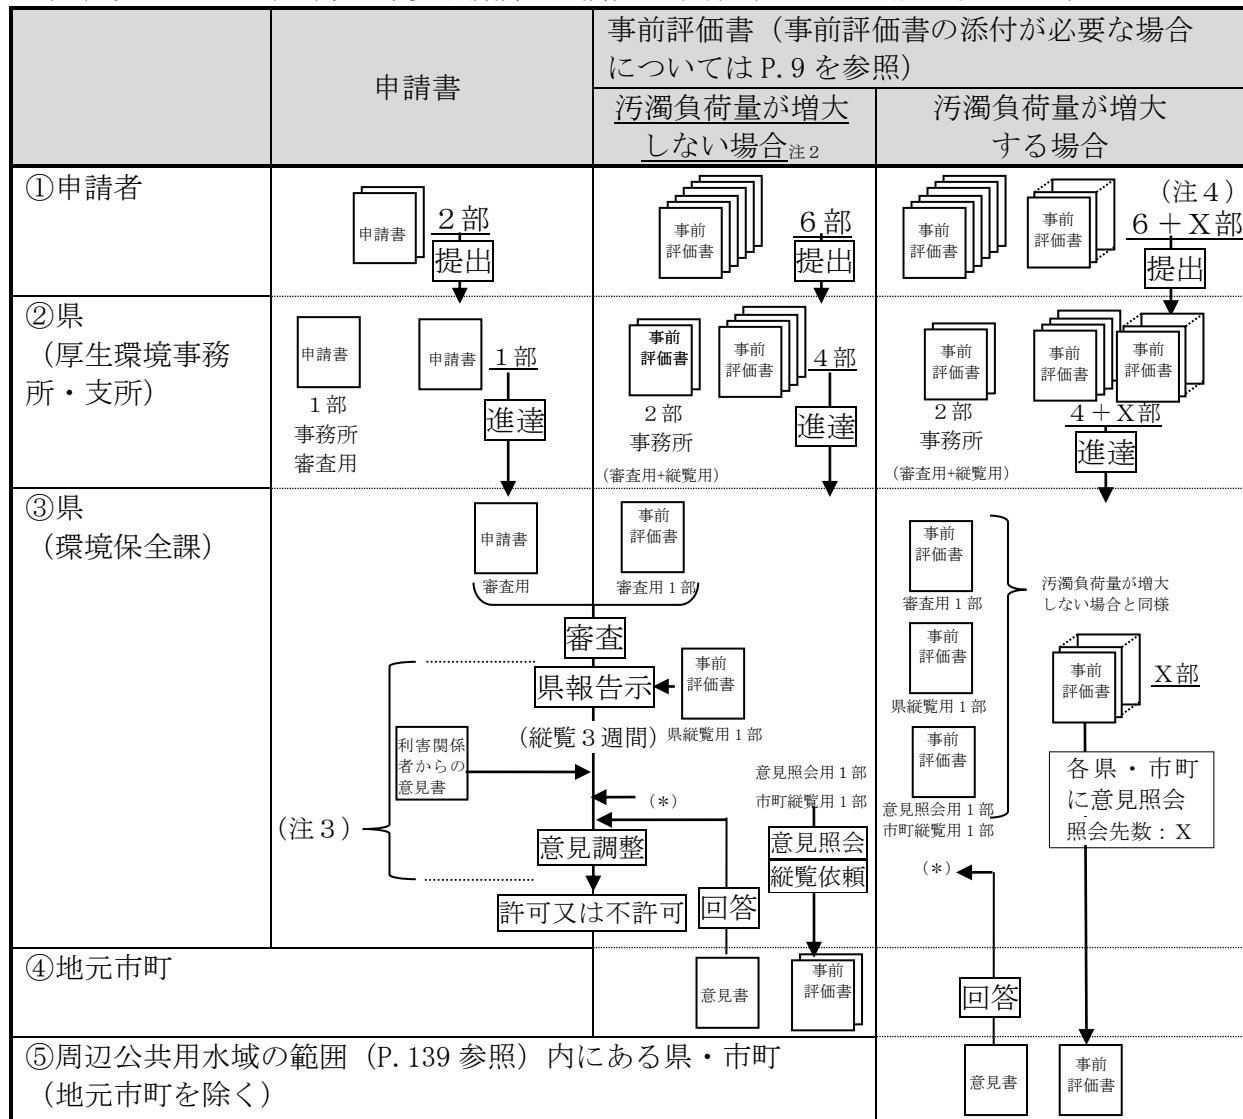 申請書
事前評価書（事前評価書の添付が必要な場合
についてはP.9を参照）
汚濁負荷量が増大
しない場合注２
汚濁負荷量が増大
する場合
①申請者
申請書
２部
提出
事前
評価書
６部
提出
事前
評価書
事前
評価書
（注４）
６＋Ｘ部
提出
②県
（厚生環境事務
所・支所）
申請書
１部
事務所
審査用
申請書
１部
進達
事前
評価書
２部
事務所
（審査用+縦覧用）
事前
評価書
４部
進達
事前
評価書
２部
事務所
（審査用+縦覧用）
事前
評価書
事前
評価書
４＋Ｘ部
進達
③県
（環境保全課）
申請書
審査用
事前
評価書
審査用１部
審査
県報告示
事前
評価書
県縦覧用１部
（縦覧３週間）
利害関係
者からの
意見書
（注３）
（*）
意見調整
許可又は不許可
回答
意見照会用１部
市町縦覧用１部
意見照会
縦覧依頼
事前
評価書
審査用１部
事前
評価書
県縦覧用１部
事前
評価書
意見照会用１部
市町縦覧用１部
汚濁負荷量が増大
しない場合と同様
事前
評価書
Ｘ部
各県・市町
に意見照会
照会先数：Ｘ
（*）
④地元市町
意見書
事前
評価書
回答
⑤周辺公共用水域の範囲（P.139参照）内にある県・市町
（地元市町を除く）
意見書
事前
評価書